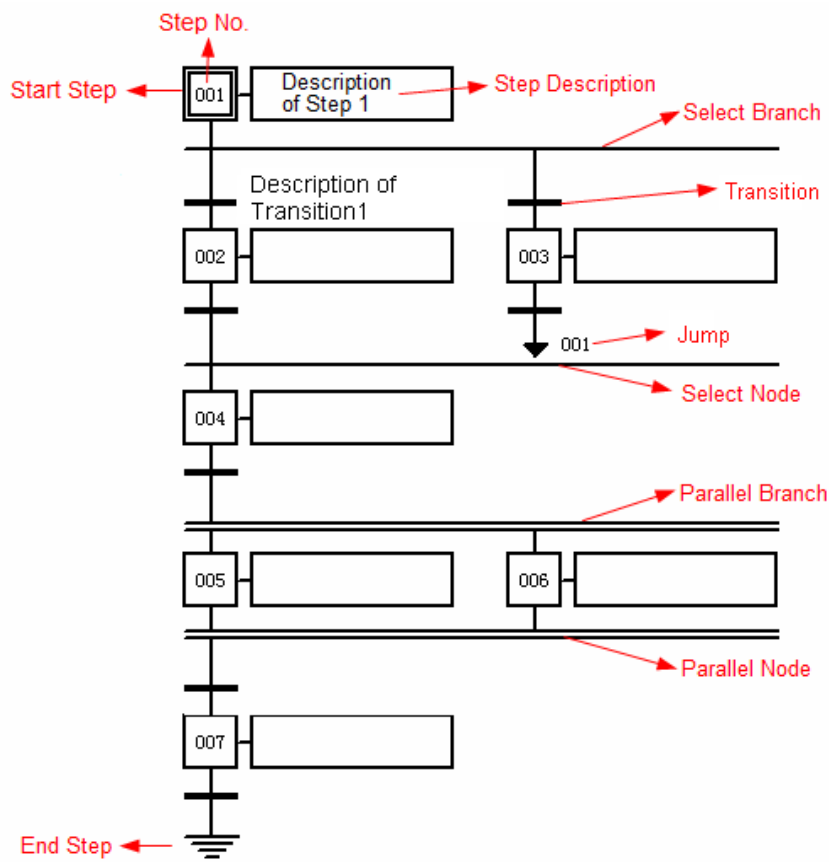 Step No.
Start Step
001
Description
of Step 1
Step Description
Select Branch
Description of
Transition1
Transition
002
003
001
Jump
Select Node
004
Parallel Branch
005
006
Parallel Node
007
End Step